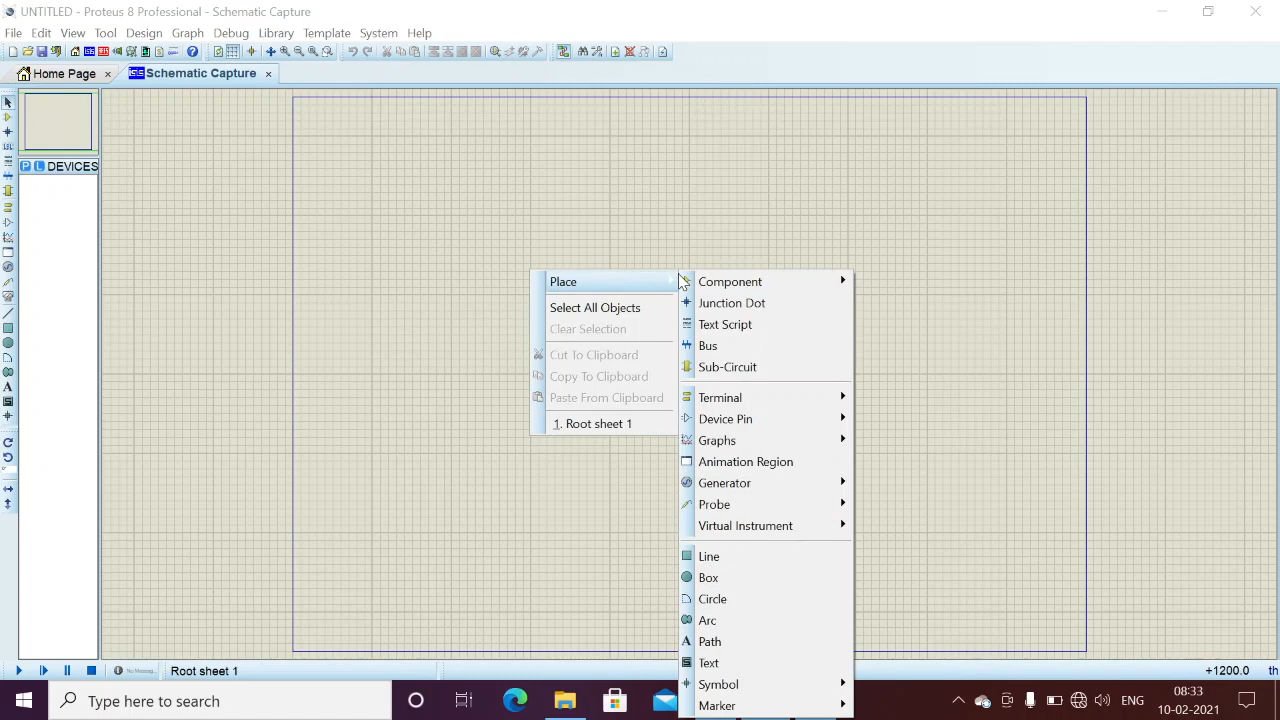 UNTITLED - Proteus 8 Professional - Schematic Capture
File Edit View Tool Design Graph Debug Library Template System Help
Home Page × Schematic Capture ×
P L DEVICES
Place
Select All Objects
Clear Selection
Cut To Clipboard
Copy To Clipboard
Paste From Clipboard
1. Root sheet 1
Component
Junction Dot
Text Script
Bus
Sub-Circuit
Terminal
Device Pin
Graphs
Animation Region
Generator
Probe
Virtual Instrument
Line
Box
Circle
Arc
Path
Text
Symbol
Marker
A
No Messag... Root sheet 1 +1200.0 th
Type here to search ENG 08:33
10-02-2021